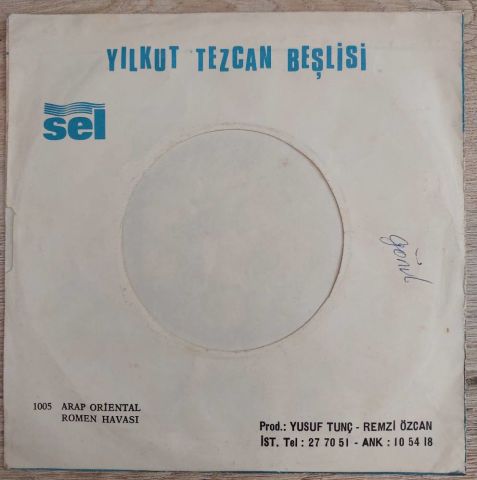 YILKUT TEZCAN BEŞLİSİ
sel
gönül
1005 ARAP ORİENTAL
ROMEN HAVASI
Prod.: YUSUF TUNÇ - REMZİ ÖZCAN
İST. Tel : 27 70 51 - ANK : 10 54 18